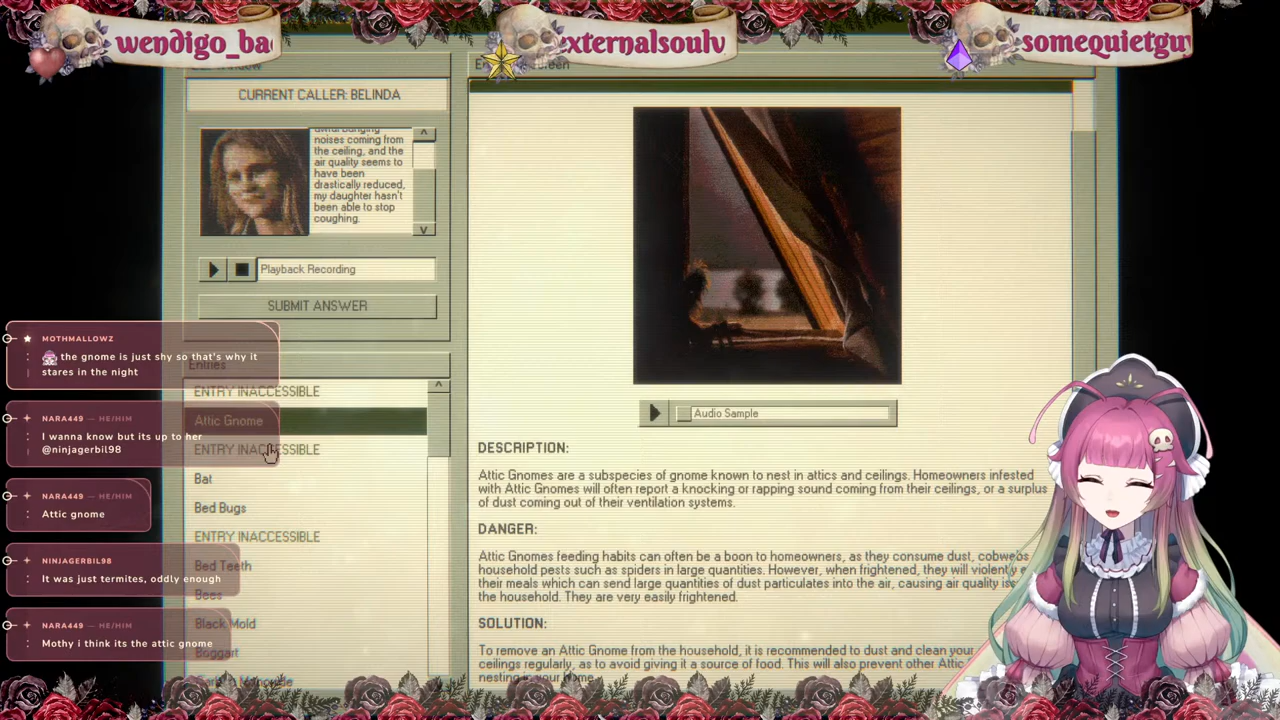 wendigo_ba
xternalsoulv
somequietguy
CURRENT CALLER: BELINDA
awful banging
noises coming from
the ceiling, and the
air quality seems to
have been
drastically reduced,
my daughter hasn't
been able to stop
coughing.
Playback Recording
SUBMIT ANSWER
Entries
ENTRY INACCESSIBLE
Attic Gnome
ENTRY INACCESSIBLE
Bat
Bed Bugs
ENTRY INACCESSIBLE
Bed Teeth
Bees
Black Mold
Boggart
Audio Sample
DESCRIPTION:
Attic Gnomes are a subspecies of gnome known to nest in attics and ceilings. Homeowners infested
with Attic Gnomes will often report a knocking or rapping sound coming from their ceilings, or a surplus
of dust coming out of their ventilation systems.
DANGER:
Attic Gnomes feeding habits can often be a boon to homeowners, as they consume dust, cobwebs
household pests such as spiders in large quantities. However, when frightened, they will violently e
their meals which can send large quantities of dust particulates into the air, causing air quality iss
the household. They are very easily frightened.
SOLUTION:
To remove an Attic Gnome from the household, it is recommended to dust and clean your
ceilings regularly, as to avoid giving it a source of food. This will also prevent other Attic
nesting in your home.
MOTHMALLOWZ
the gnome is just shy so that's why it
stares in the night
NARA449 — HE/HIM
I wanna know but its up to her
@ninjagerbil98
NARA449 — HE/HIM
Attic gnome
NINJAGERBIL98
It was just termites, oddly enough
NARA449 — HE/HIM
Mothy i think its the attic gnome